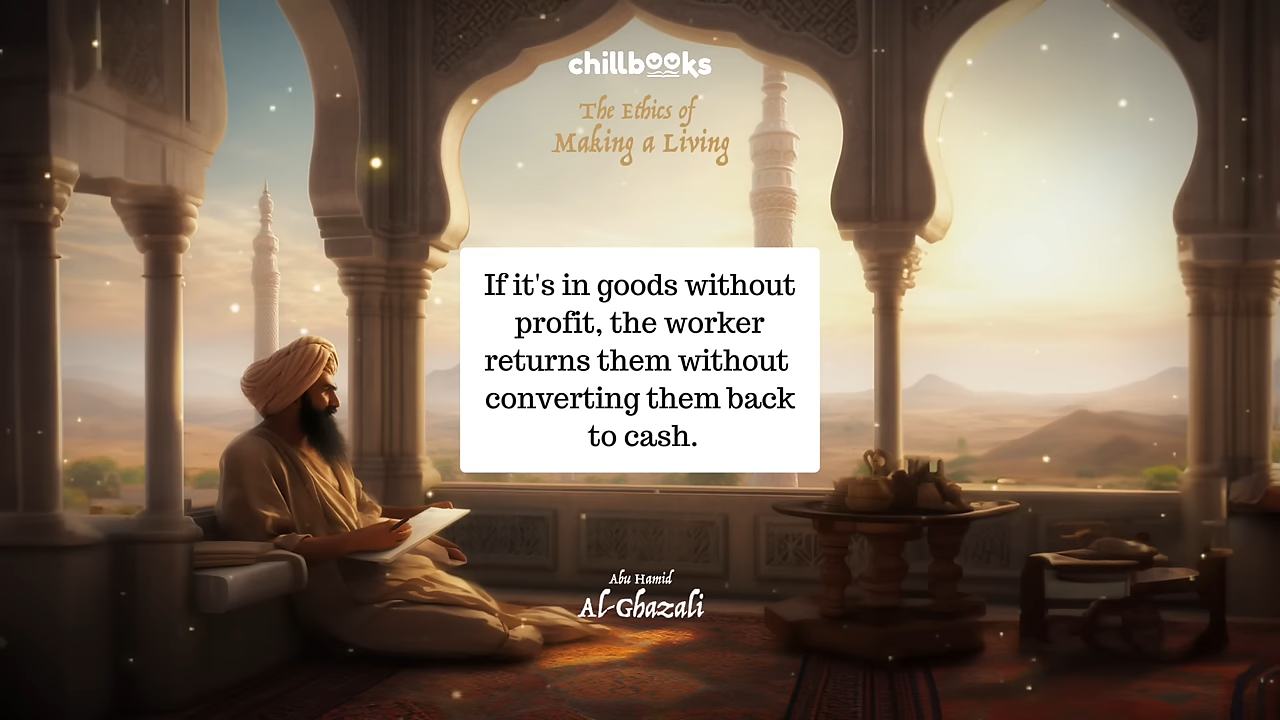 chillbooks
The Ethics of
Making a Living
If it's in goods without
profit, the worker
returns them without
converting them back
to cash.
Abu Hamid
Al-Ghazali